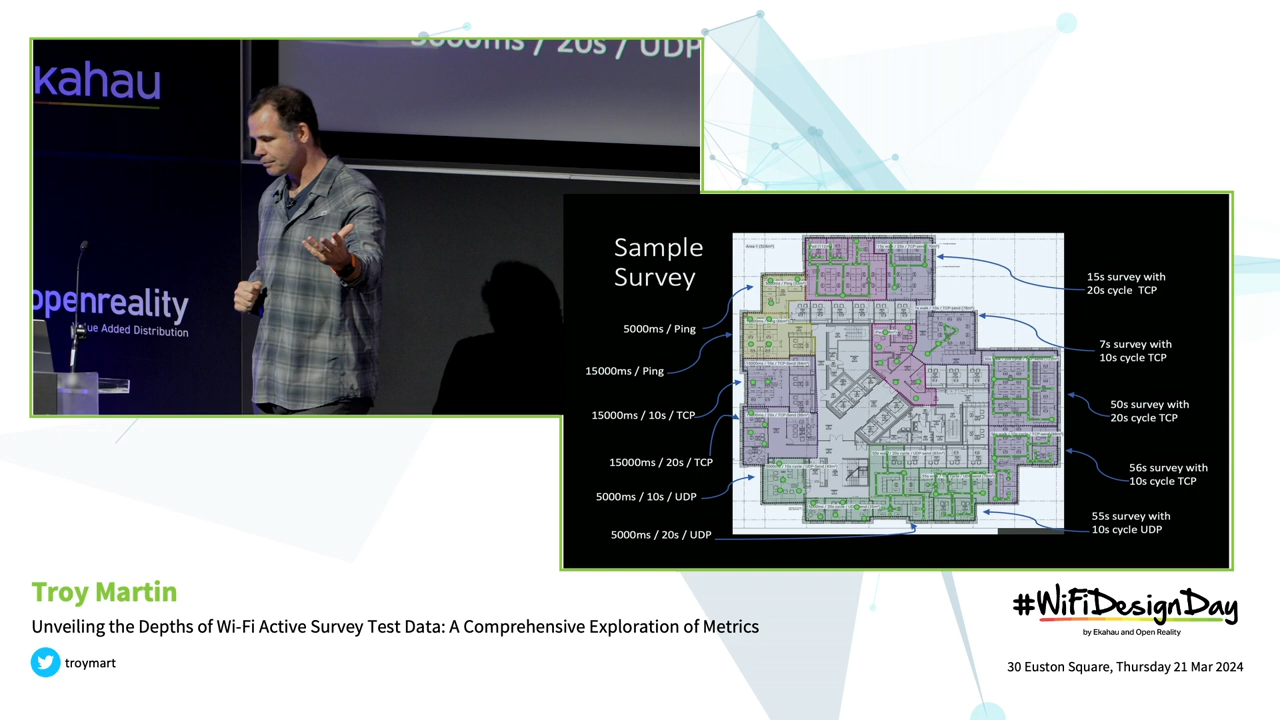 5000ms / 20s / UDP
kahau
openreality
ue Added Distribution
Sample
Survey
5000ms / Ping
15000ms / Ping
15000ms / 10s / TCP
15000ms / 20s / TCP
5000ms / 10s / UDP
5000ms / 20s / UDP
15s survey with
20s cycle TCP
7s survey with
10s cycle TCP
50s survey with
20s cycle TCP
56s survey with
10s cycle TCP
55s survey with
10s cycle UDP
Troy Martin
Unveiling the Depths of Wi-Fi Active Survey Test Data: A Comprehensive Exploration of Metrics
troymart
#WiFiDesignDay
by Ekahau and Open Reality
30 Euston Square, Thursday 21 Mar 2024